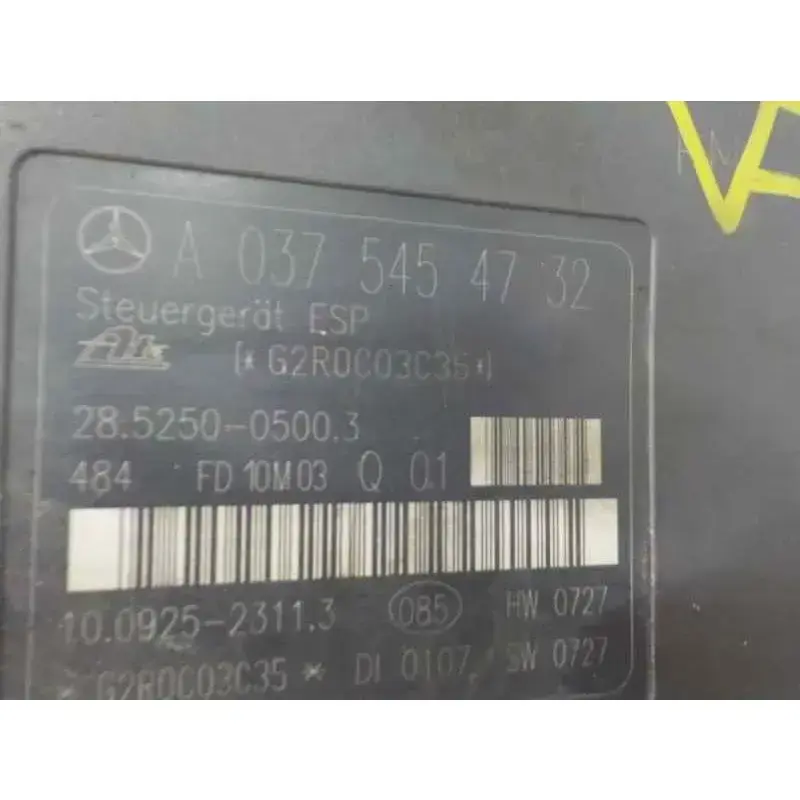 A 037 545 47 32
Steuergerät ESP
Ate (* G2R0C03C35*)
28.5250-0500.3
484 FD 10M03 Q 01
10.0925-2311.3 085 HW 0727
* G2R0C03C35 * DI 0107 SW 0727